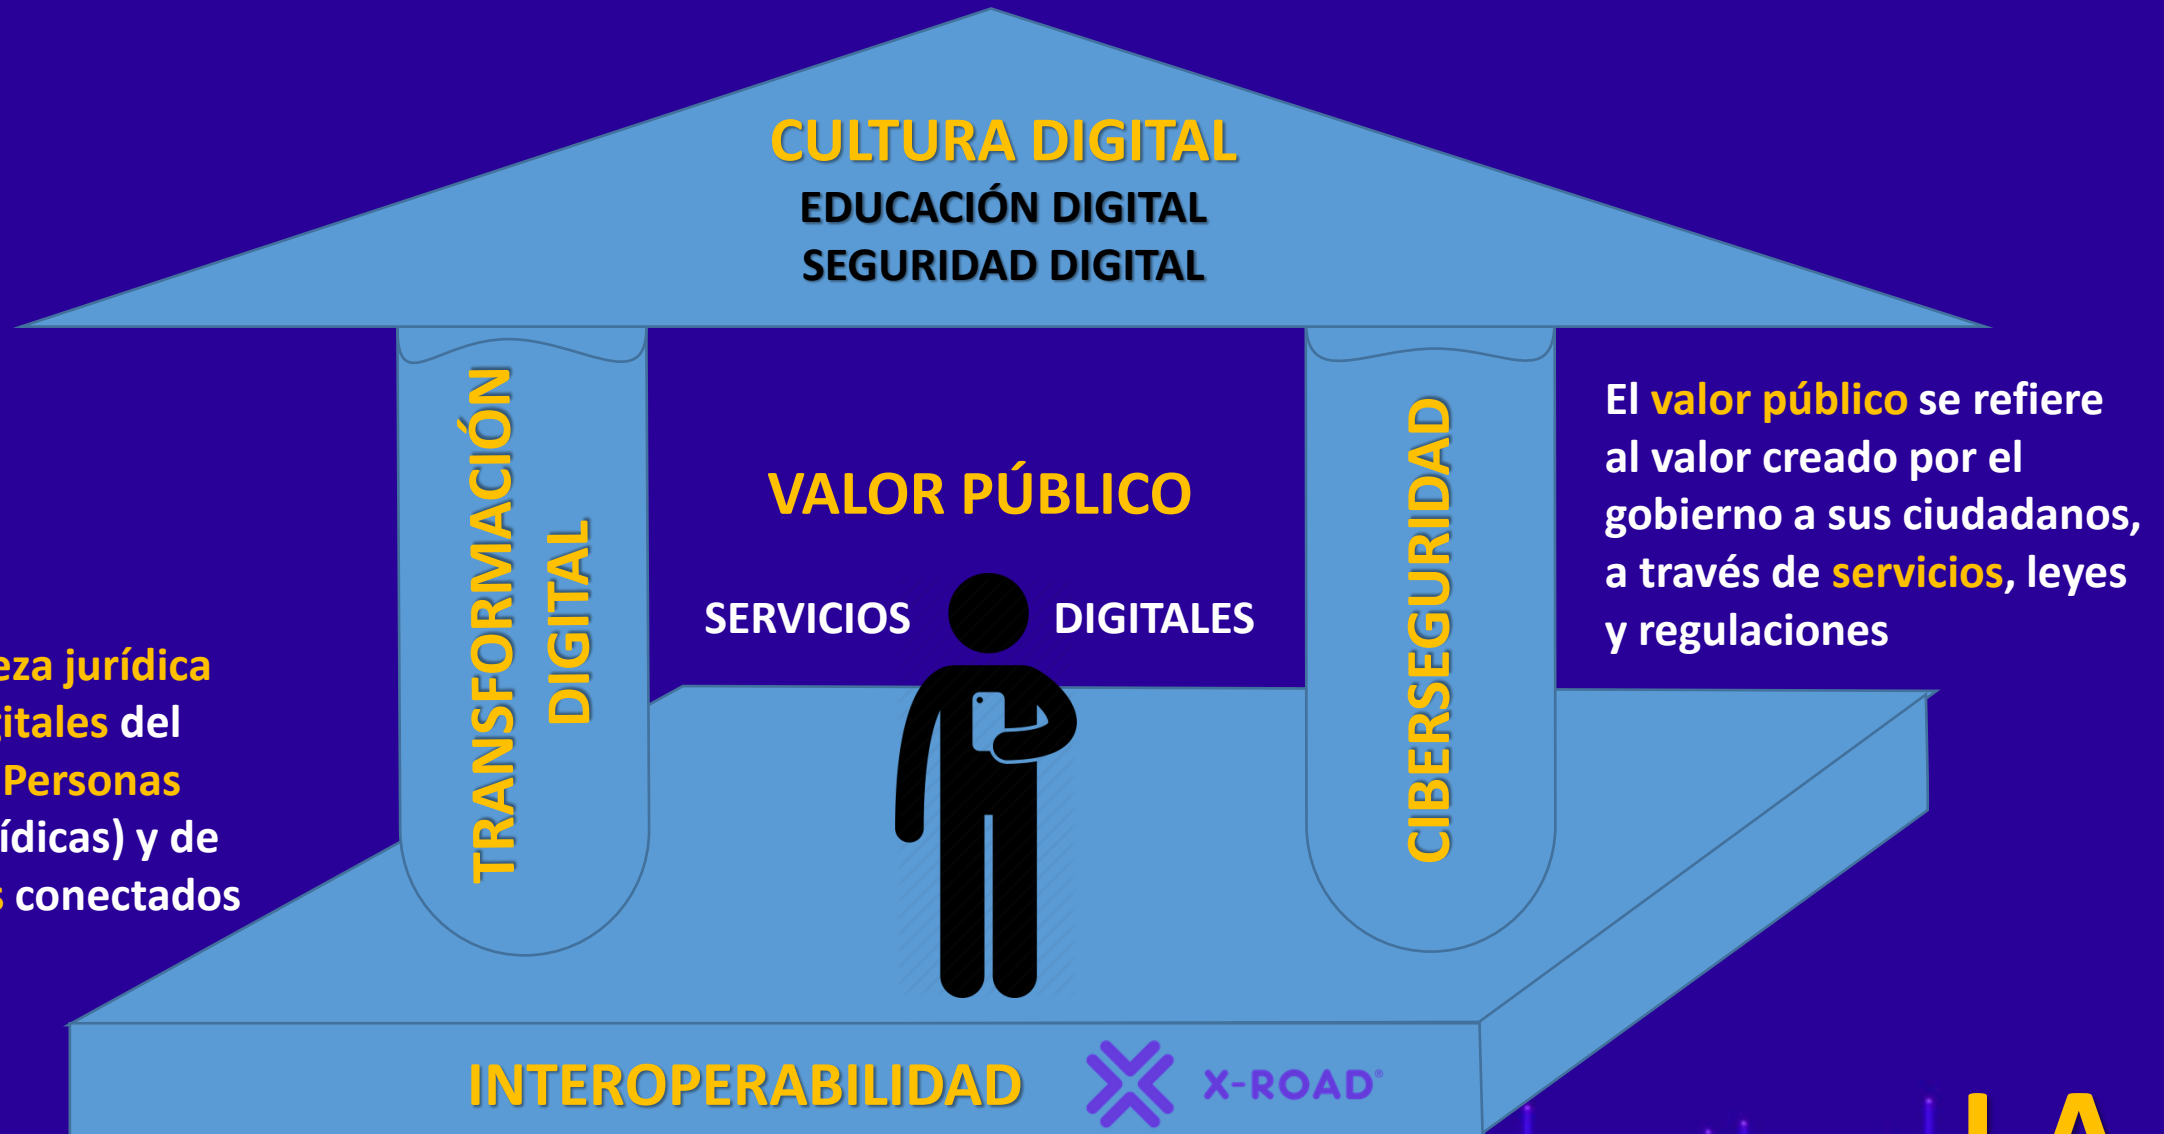 CULTURA DIGITAL
EDUCACIÓN DIGITAL
SEGURIDAD DIGITAL
TRANSFORMACIÓN
DIGITAL
VALOR PÚBLICO
SERVICIOS DIGITALES
CIBERSEGURIDAD
El valor público se refiere
al valor creado por el
gobierno a sus ciudadanos,
a través de servicios, leyes
y regulaciones
jurídica
del
Personas
y de
conectados
INTEROPERABILIDAD X-ROAD®
LA